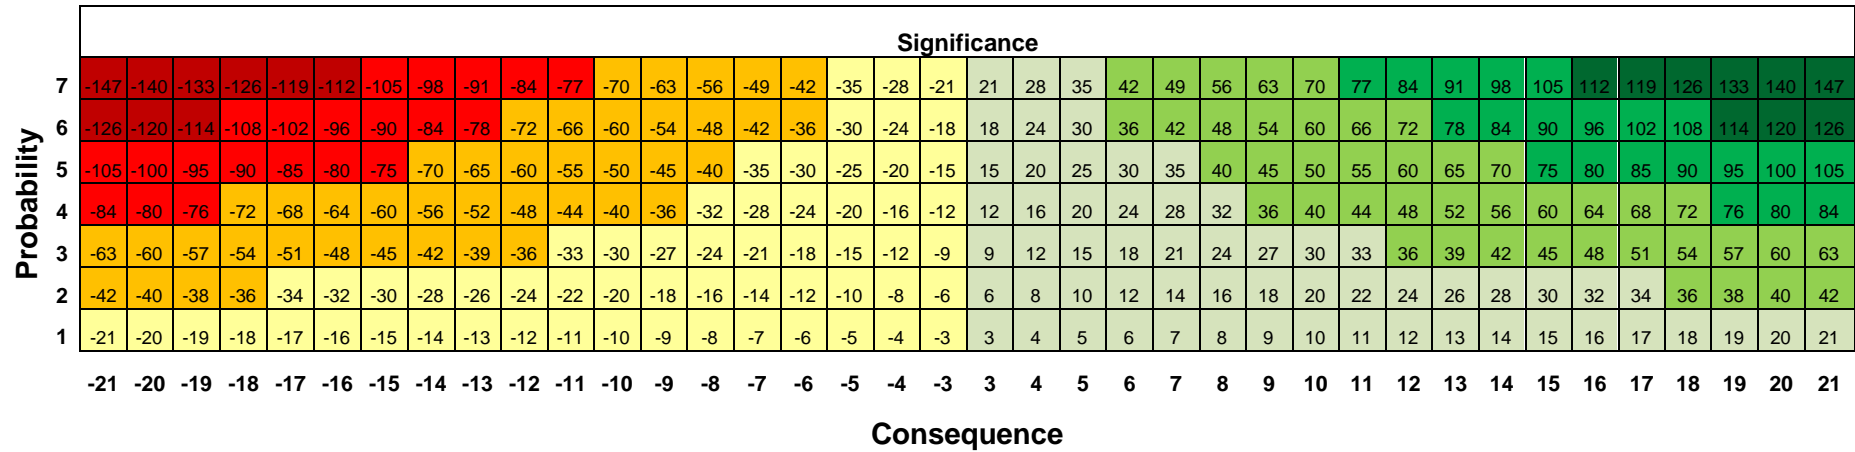 Significance
7 -147 -140 -133 -126 -119 -112 -105 -98 -91 -84 -77 -70 -63 -56 -49 -42 -35 -28 -21 21 28 35 42 49 56 63 70 77 84 91 98 105 112 119 126 133 140 147
6 -126 -120 -114 -108 -102 -96 -90 -84 -78 -72 -66 -60 -54 -48 -42 -36 -30 -24 -18 18 24 30 36 42 48 54 60 66 72 78 84 90 96 102 108 114 120 126
5 -105 -100 -95 -90 -85 -80 -75 -70 -65 -60 -55 -50 -45 -40 -35 -30 -25 -20 -15 15 20 25 30 35 40 45 50 55 60 65 70 75 80 85 90 95 100 105
4 -84 -80 -76 -72 -68 -64 -60 -56 -52 -48 -44 -40 -36 -32 -28 -24 -20 -16 -12 12 16 20 24 28 32 36 40 44 48 52 56 60 64 68 72 76 80 84
3 -63 -60 -57 -54 -51 -48 -45 -42 -39 -36 -33 -30 -27 -24 -21 -18 -15 -12 -9 9 12 15 18 21 24 27 30 33 36 39 42 45 48 51 54 57 60 63
2 -42 -40 -38 -36 -34 -32 -30 -28 -26 -24 -22 -20 -18 -16 -14 -12 -10 -8 -6 6 8 10 12 14 16 18 20 22 24 26 28 30 32 34 36 38 40 42
1 -21 -20 -19 -18 -17 -16 -15 -14 -13 -12 -11 -10 -9 -8 -7 -6 -5 -4 -3 3 4 5 6 7 8 9 10 11 12 13 14 15 16 17 18 19 20 21
-21 -20 -19 -18 -17 -16 -15 -14 -13 -12 -11 -10 -9 -8 -7 -6 -5 -4 -3 3 4 5 6 7 8 9 10 11 12 13 14 15 16 17 18 19 20 21
Probability
Consequence